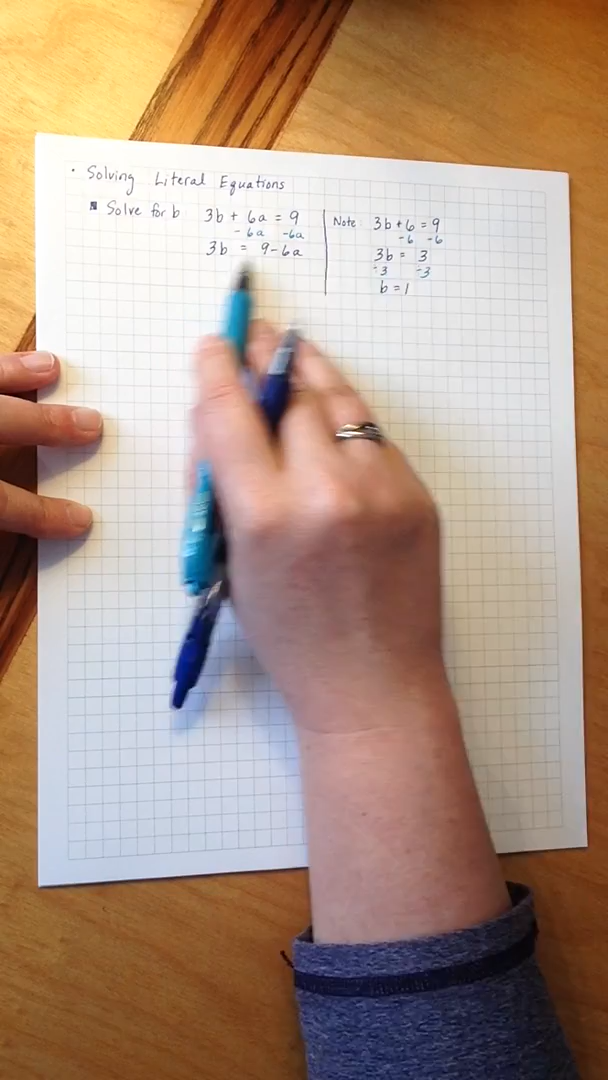 • Solving Literal Equations
▪ Solve for b: 3b + 6a = 9
- 6a -6a
3b = 9 - 6a
Note: 3b + 6 = 9
-6 -6
3b = 3
÷3 ÷3
b = 1